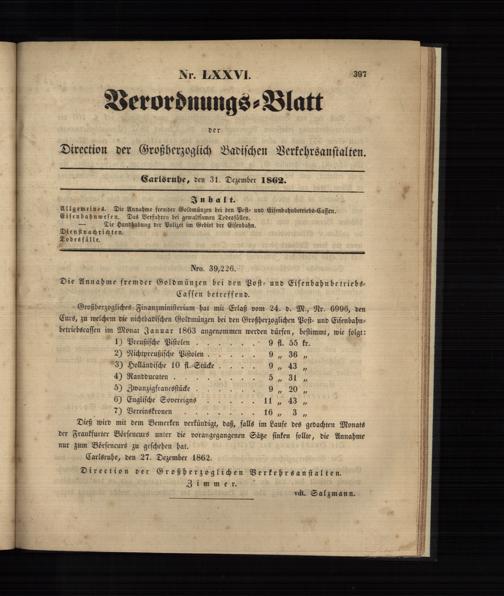 Nr. LXXVI.
397
Verordnungs-Blatt
der
Direction der Großherzoglich Badischen Verkehrsanstalten.
Carlsruhe, den 31. Dezember 1862.
Inhalt.
Allgemeines. Die Annahme fremder Goldmünzen bei den Post- und Eisenbahnbetriebs-Cassen.
Eisenbahnwesen. Das Verfahren bei gewaltsamen Todesfällen.
— Die Handhabung der Polizei im Gebiet der Eisenbahn.
Dienstnachrichten.
Todesfälle.
Nro. 39,226.
Die Annahme fremder Goldmünzen bei den Post- und Eisenbahnbetriebs-
Cassen betreffend.
Großherzogliches Finanzministerium hat mit Erlaß vom 24. d. M., Nr. 6996, den
Curs, zu welchem die nichtbadischen Goldmünzen bei den Großherzoglichen Post- und Eisenbahn-
betriebscassen im Monat Januar 1863 angenommen werden dürfen, bestimmt, wie folgt:
1) Preußische Pistolen . . . . . . 9 fl. 55 kr.
2) Nichtpreußische Pistolen . . . . . 9 „ 36 „
3) Holländische 10 fl.-Stücke . . . . 9 „ 43 „
4) Randducaten . . . . . . . . 5 „ 31 „
5) Zwanzigfrancsstücke . . . . . . 9 „ 20 „
6) Englische Sovereigns . . . . . 11 „ 43 „
7) Vereinskronen . . . . . . . 16 „ 3 „
Dieß wird mit dem Bemerken verkündigt, daß, falls im Laufe des gedachten Monats
der Frankfurter Börsencurs unter die vorangegangenen Sätze sinken sollte, die Annahme
nur zum Börsencurs zu geschehen hat.
Carlsruhe, den 27. Dezember 1862.
Direction der Großherzoglichen Verkehrsanstalten.
Zimmer.
vdt. Salzmann.